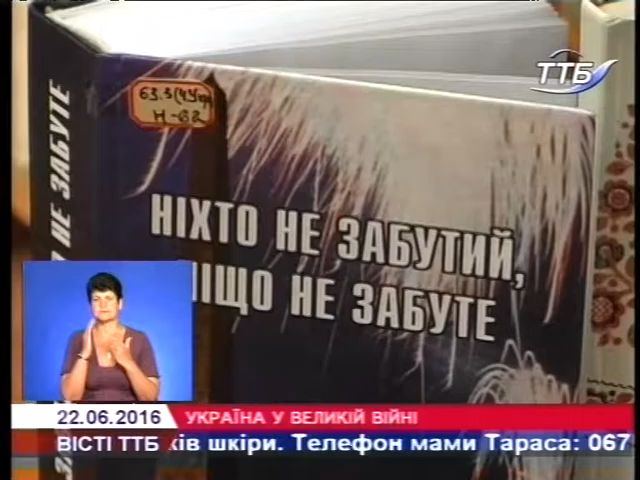 ТТБ
63.3(4Укр)
Н-62
НІХТО НЕ ЗАБУТИЙ,
НІЩО НЕ ЗАБУТЕ
НЕ ЗАБУТЕ
22.06.2016 УКРАЇНА У ВЕЛИКІЙ ВІЙНІ
ВІСТІ ТТБ ків шкіри. Телефон мами Тараса: 067